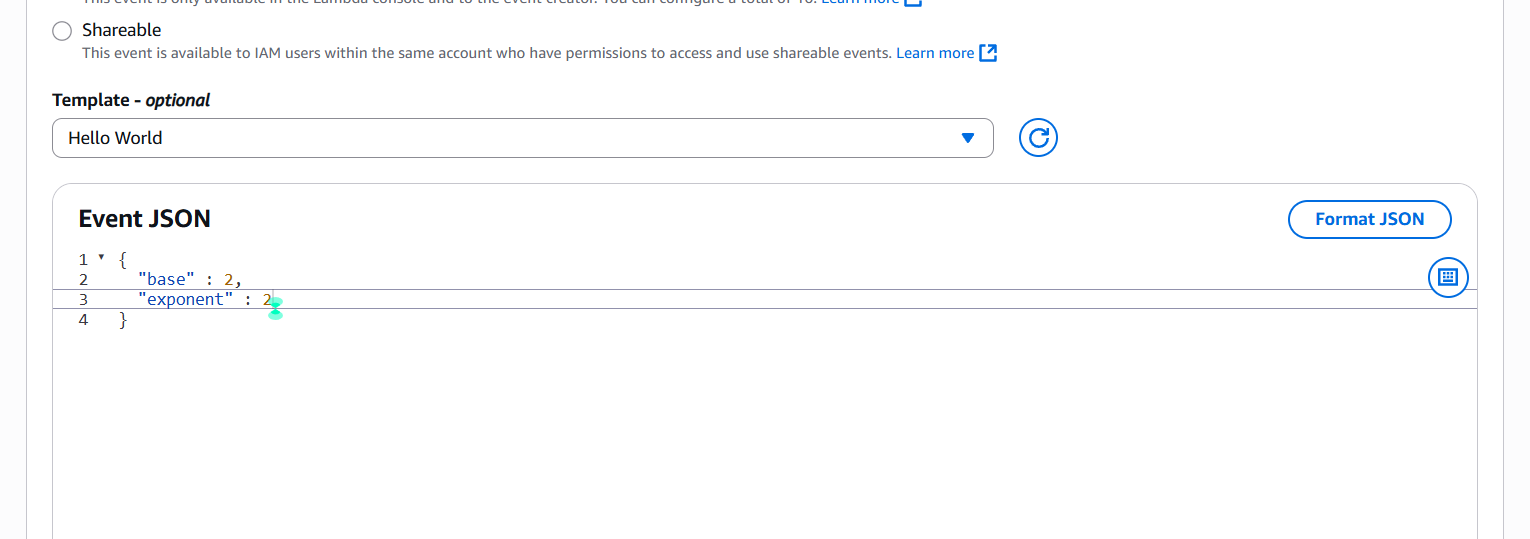 This event is only available in the Lambda console and to the event creator. You can configure a total of 10. Learn more
Shareable
This event is available to IAM users within the same account who have permissions to access and use shareable events. Learn more
Template - optional
Hello World
Event JSON
Format JSON
1 {
2 "base" : 2,
3 "exponent" : 2
4 }